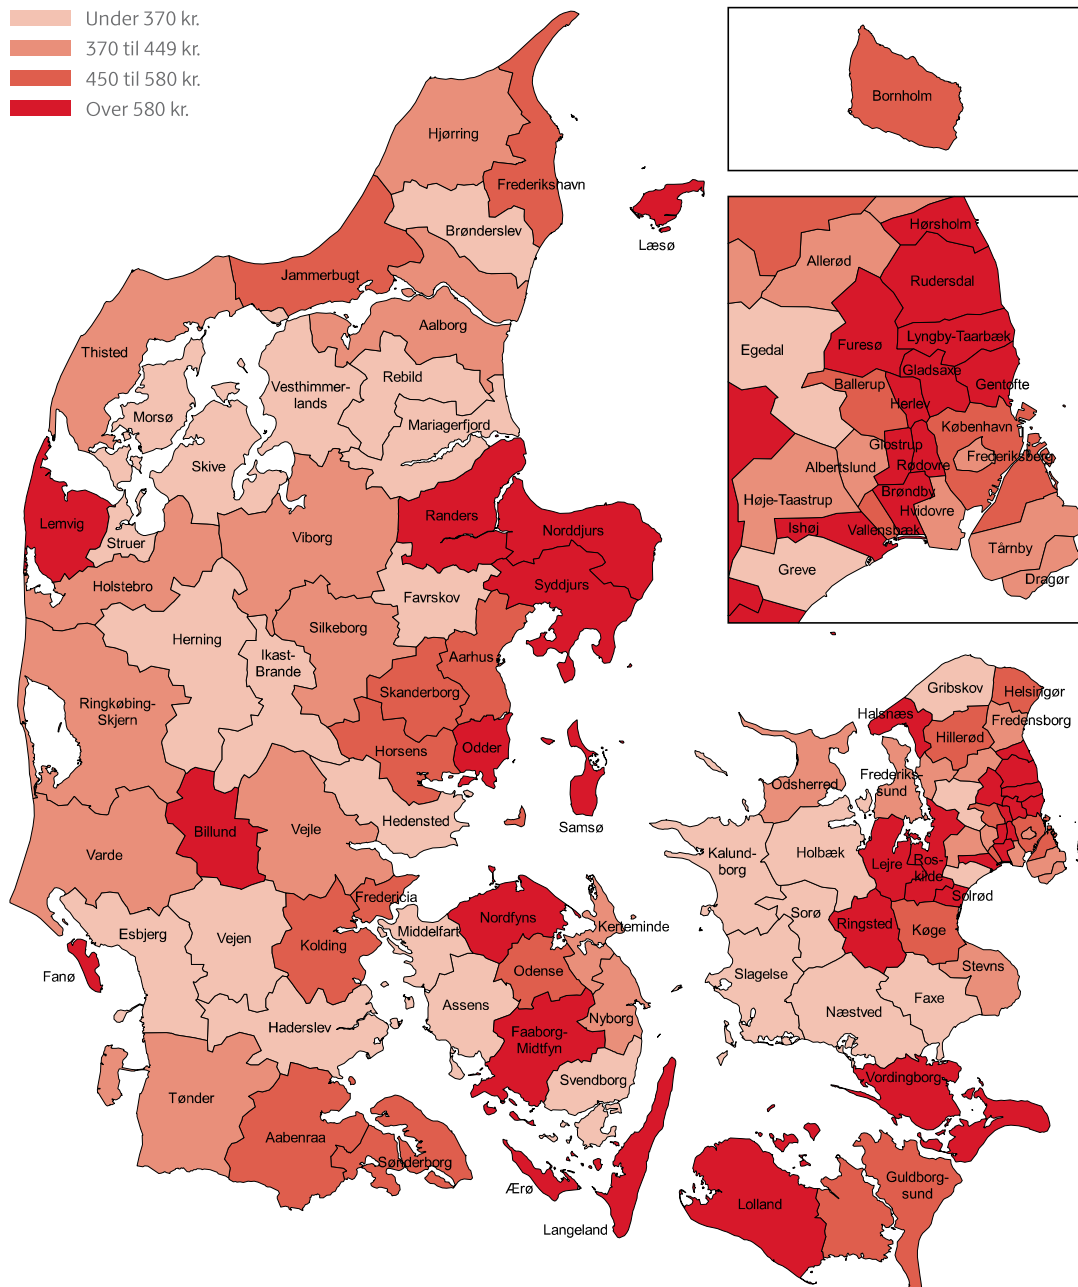 Under 370 kr.
370 til 449 kr.
450 til 580 kr.
Over 580 kr.
Bornholm
Hjørring
Frederikshavn
Læsø
Brønderslev
Jammerbugt
Aalborg
Thisted
Rebild
Vesthimmer-
lands
Morsø
Mariagerfjord
Skive
Lemvig
Struer
Randers
Norddjurs
Viborg
Holstebro
Syddjurs
Favrskov
Silkeborg
Herning
Ikast-
Brande
Aarhus
Skanderborg
Ringkøbing-
Skjern
Horsens
Odder
Samsø
Hedensted
Billund
Vejle
Varde
Fredericia
Esbjerg
Vejen
Kolding
Fanø
Middelfart
Nordfyns
Kerteminde
Odense
Assens
Nyborg
Haderslev
Faaborg-
Midtfyn
Svendborg
Tønder
Aabenraa
Sønderborg
Ærø
Langeland
Hørsholm
Allerød
Rudersdal
Egedal
Furesø
Lyngby-Taarbæk
Gladsaxe
Gentofte
Ballerup
Herlev
København
Glostrup
Frederiksberg
Albertslund
Rødovre
Brøndby
Høje-Taastrup
Hvidovre
Ishøj
Vallensbæk
Tårnby
Greve
Dragør
Gribskov
Helsingør
Halsnæs
Fredensborg
Hillerød
Odsherred
Frederiks-
sund
Kalund-
borg
Holbæk
Lejre
Ros-
kilde
Solrød
Sorø
Ringsted
Køge
Slagelse
Stevns
Næstved
Faxe
Vordingborg
Guldborg-
sund
Lolland